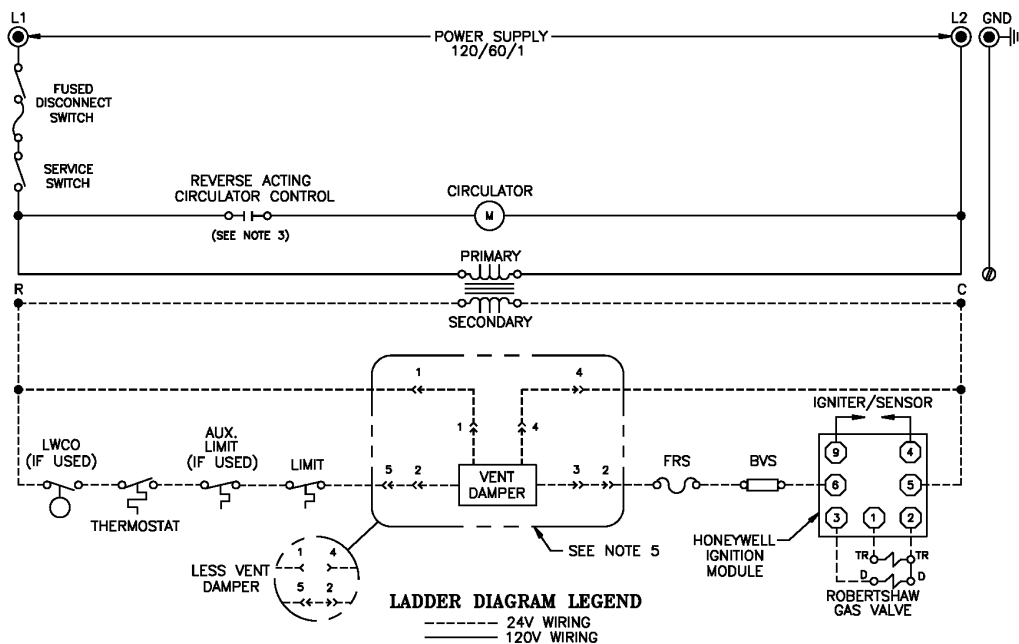 L1
L2 GND
POWER SUPPLY
120/60/1
FUSED
DISCONNECT
SWITCH
SERVICE
SWITCH
REVERSE ACTING
CIRCULATOR CONTROL
(SEE NOTE 3)
CIRCULATOR
M
PRIMARY
R
C
SECONDARY
1
4
1
4
IGNITER/SENSOR
LWCO
(IF USED)
THERMOSTAT
AUX.
LIMIT
(IF USED)
LIMIT
5 2
VENT
DAMPER
3 2
FRS
BVS
9
4
6
5
3
1
2
HONEYWELL
IGNITION
MODULE
TR
TR
D
D
ROBERTSHAW
GAS VALVE
SEE NOTE 5
LESS VENT
DAMPER
1 4
5 2
LADDER DIAGRAM LEGEND
24V WIRING
120V WIRING